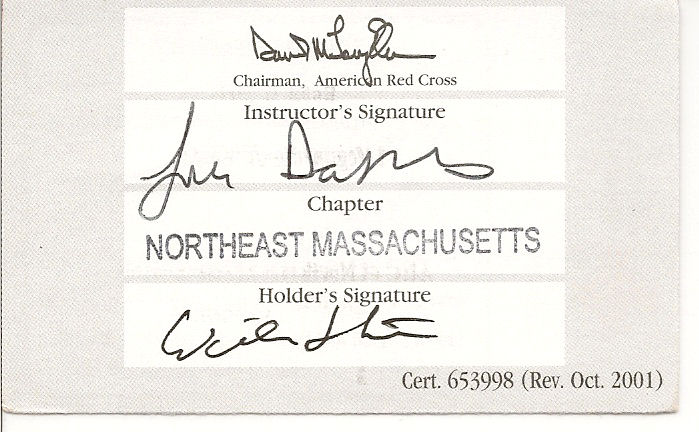 Chairman, American Red Cross
Instructor's Signature
Chapter
NORTHEAST MASSACHUSETTS
Holder's Signature
Cert. 653998 (Rev. Oct. 2001)